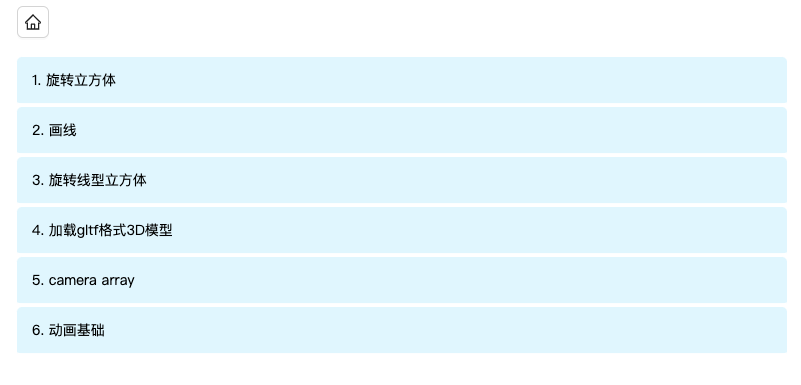 1. 旋转立方体
2. 画线
3. 旋转线型立方体
4. 加载gltf格式3D模型
5. camera array
6. 动画基础